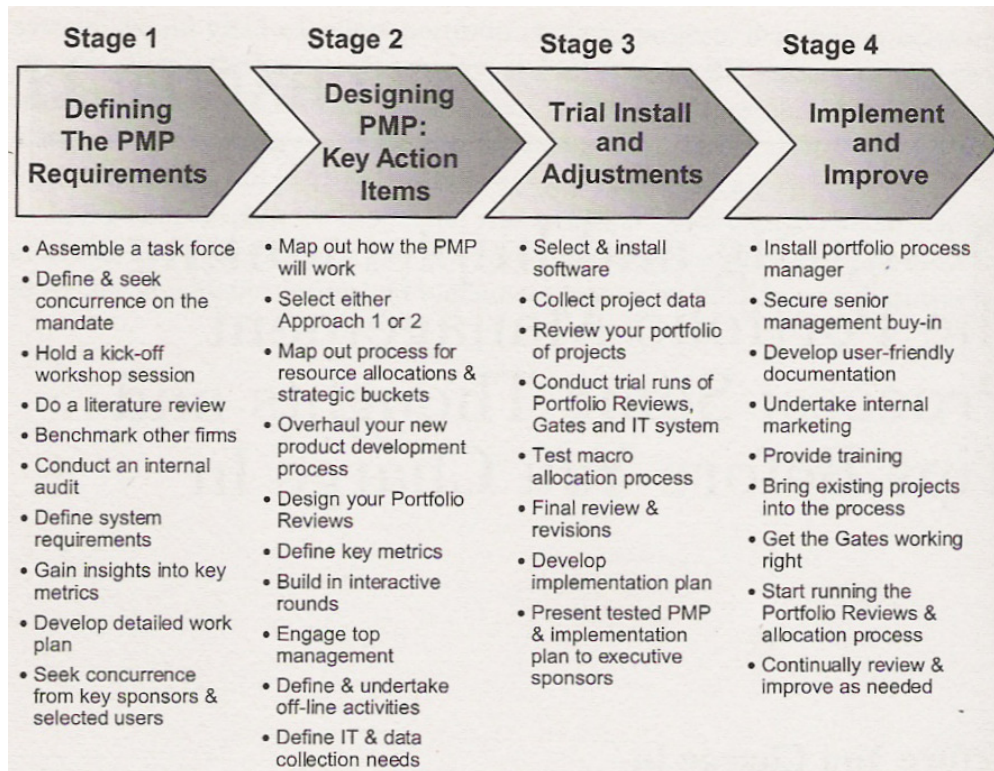 Stage 1
Defining
The PMP
Requirements
• Assemble a task force
• Define & seek
concurrence on the
mandate
• Hold a kick-off
workshop session
• Do a literature review
• Benchmark other firms
• Conduct an internal
audit
• Define system
requirements
• Gain insights into key
metrics
• Develop detailed work
plan
• Seek concurrence
from key sponsors &
selected users
Stage 2
Designing
PMP:
Key Action
Items
• Map out how the PMP
will work
• Select either
Approach 1 or 2
• Map out process for
resource allocations &
strategic buckets
• Overhaul your new
product development
process
• Design your Portfolio
Reviews
• Define key metrics
• Build in interactive
rounds
• Engage top
management
• Define & undertake
off-line activities
• Define IT & data
collection needs
Stage 3
Trial Install
and
Adjustments
• Select & install
software
• Collect project data
• Review your portfolio
of projects
• Conduct trial runs of
Portfolio Reviews,
Gates and IT system
• Test macro
allocation process
• Final review &
revisions
• Develop
implementation plan
• Present tested PMP
& implementation
plan to executive
sponsors
Stage 4
Implement
and
Improve
• Install portfolio process
manager
• Secure senior
management buy-in
• Develop user-friendly
documentation
• Undertake internal
marketing
• Provide training
• Bring existing projects
into the process
• Get the Gates working
right
• Start running the
Portfolio Reviews &
allocation process
• Continually review &
improve as needed